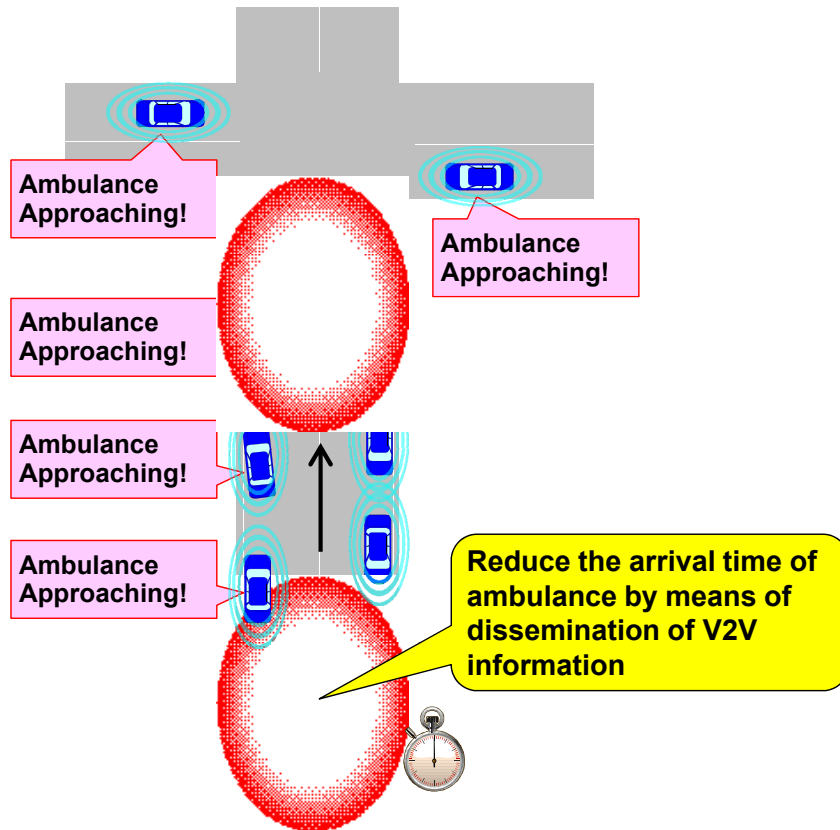 Ambulance
Approaching!
Ambulance
Approaching!
Ambulance
Approaching!
Ambulance
Approaching!
Ambulance
Approaching!
Reduce the arrival time of
ambulance by means of
dissemination of V2V
information